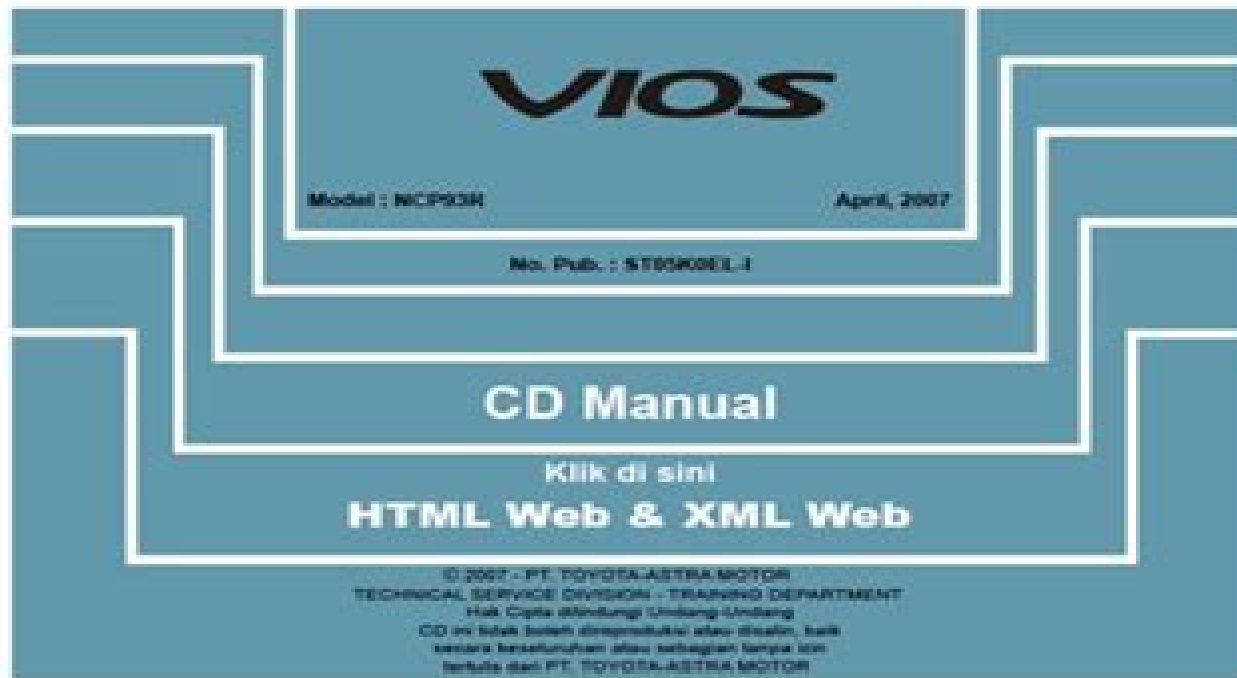 VIOS
Model : NCP93R April, 2007
No. Pub. : ST05K0EL-I
CD Manual
Klik di sini
HTML Web & XML Web
© 2007 - PT. TOYOTA-ASTRA MOTOR
TECHNICAL SERVICE DIVISION - TRAINING DEPARTMENT
Hak Cipta dilindungi Undang-Undang
CD ini tidak boleh direproduksi atau disalin, baik
secara keseluruhan atau sebagian tanpa izin
tertulis dari PT. TOYOTA-ASTRA MOTOR